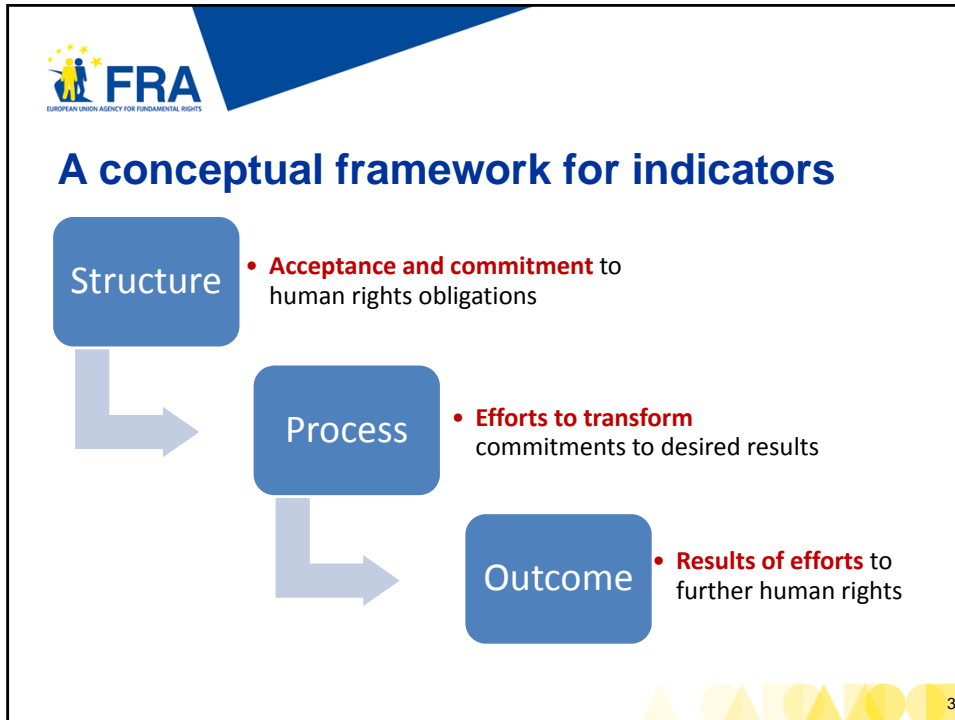 FRA
EUROPEAN UNION AGENCY FOR FUNDAMENTAL RIGHTS
A conceptual framework for indicators
Structure
• Acceptance and commitment to
human rights obligations
Process
• Efforts to transform
commitments to desired results
Outcome
• Results of efforts to
further human rights
3